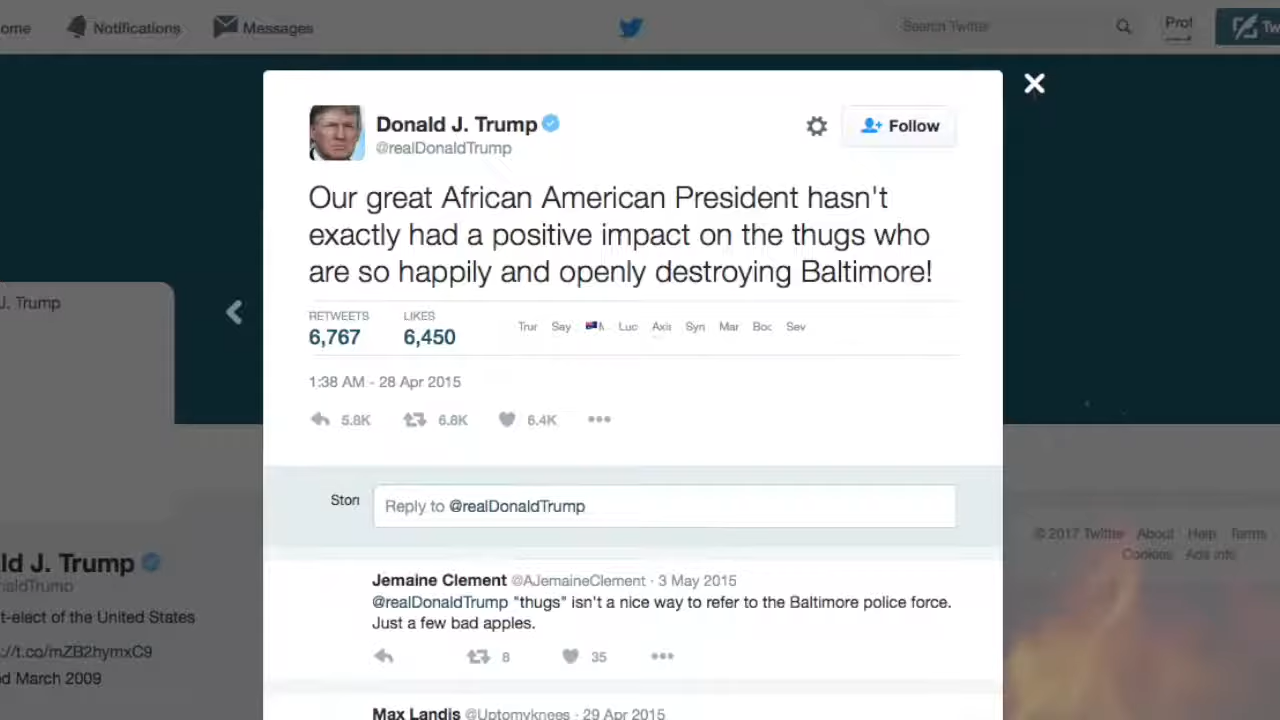 ome Notifications Messages Search Twitter Prof Tw
Donald J. Trump
@realDonaldTrump
Follow
Our great African American President hasn't
exactly had a positive impact on the thugs who
are so happily and openly destroying Baltimore!
RETWEETS LIKES
6,767 6,450
Trur Say Luc Axis Syn Mar Boc Sev
1:38 AM - 28 Apr 2015
5.8K 6.8K 6.4K
J. Trump
Stori
Reply to @realDonaldTrump
Jemaine Clement @AJemaineClement · 3 May 2015
@realDonaldTrump "thugs" isn't a nice way to refer to the Baltimore police force.
Just a few bad apples.
8 35
Max Landis @Uptomyknees · 29 Apr 2015
ld J. Trump
ealDonaldTrump
t-elect of the United States
://t.co/mZB2hymxC9
d March 2009
© 2017 Twitter About Help Terms
Cookies Ads info